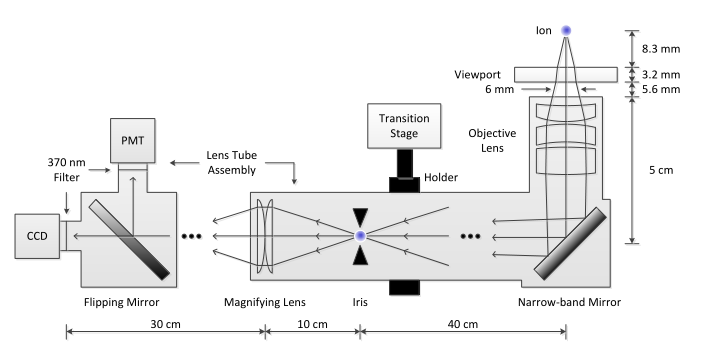 Ion
8.3 mm
Viewport
3.2 mm
6 mm
5.6 mm
Transition
Stage
PMT
Objective
Lens
370 nm
Filter
Lens Tube
Assembly
5 cm
Holder
CCD
Flipping Mirror
Magnifying Lens
Iris
Narrow-band Mirror
30 cm
10 cm
40 cm